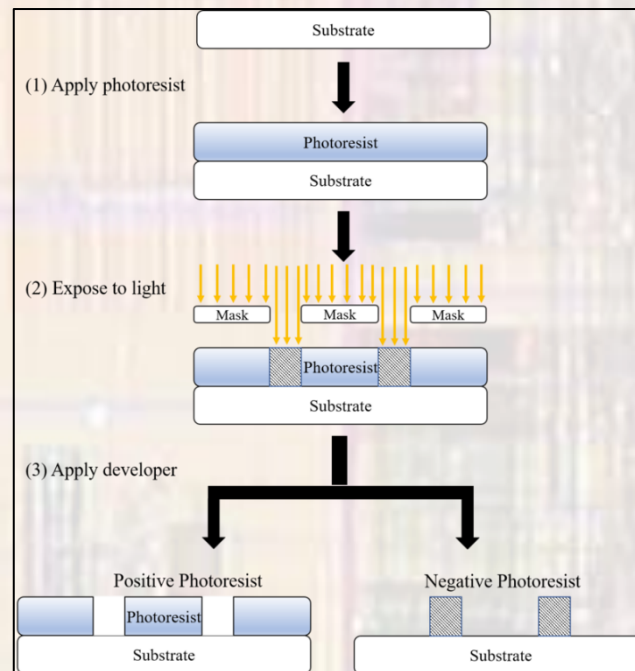 Substrate
(1) Apply photoresist
Photoresist
Substrate
(2) Expose to light
Mask Mask Mask
Photoresist
Substrate
(3) Apply developer
Positive Photoresist Negative Photoresist
Photoresist
Substrate Substrate